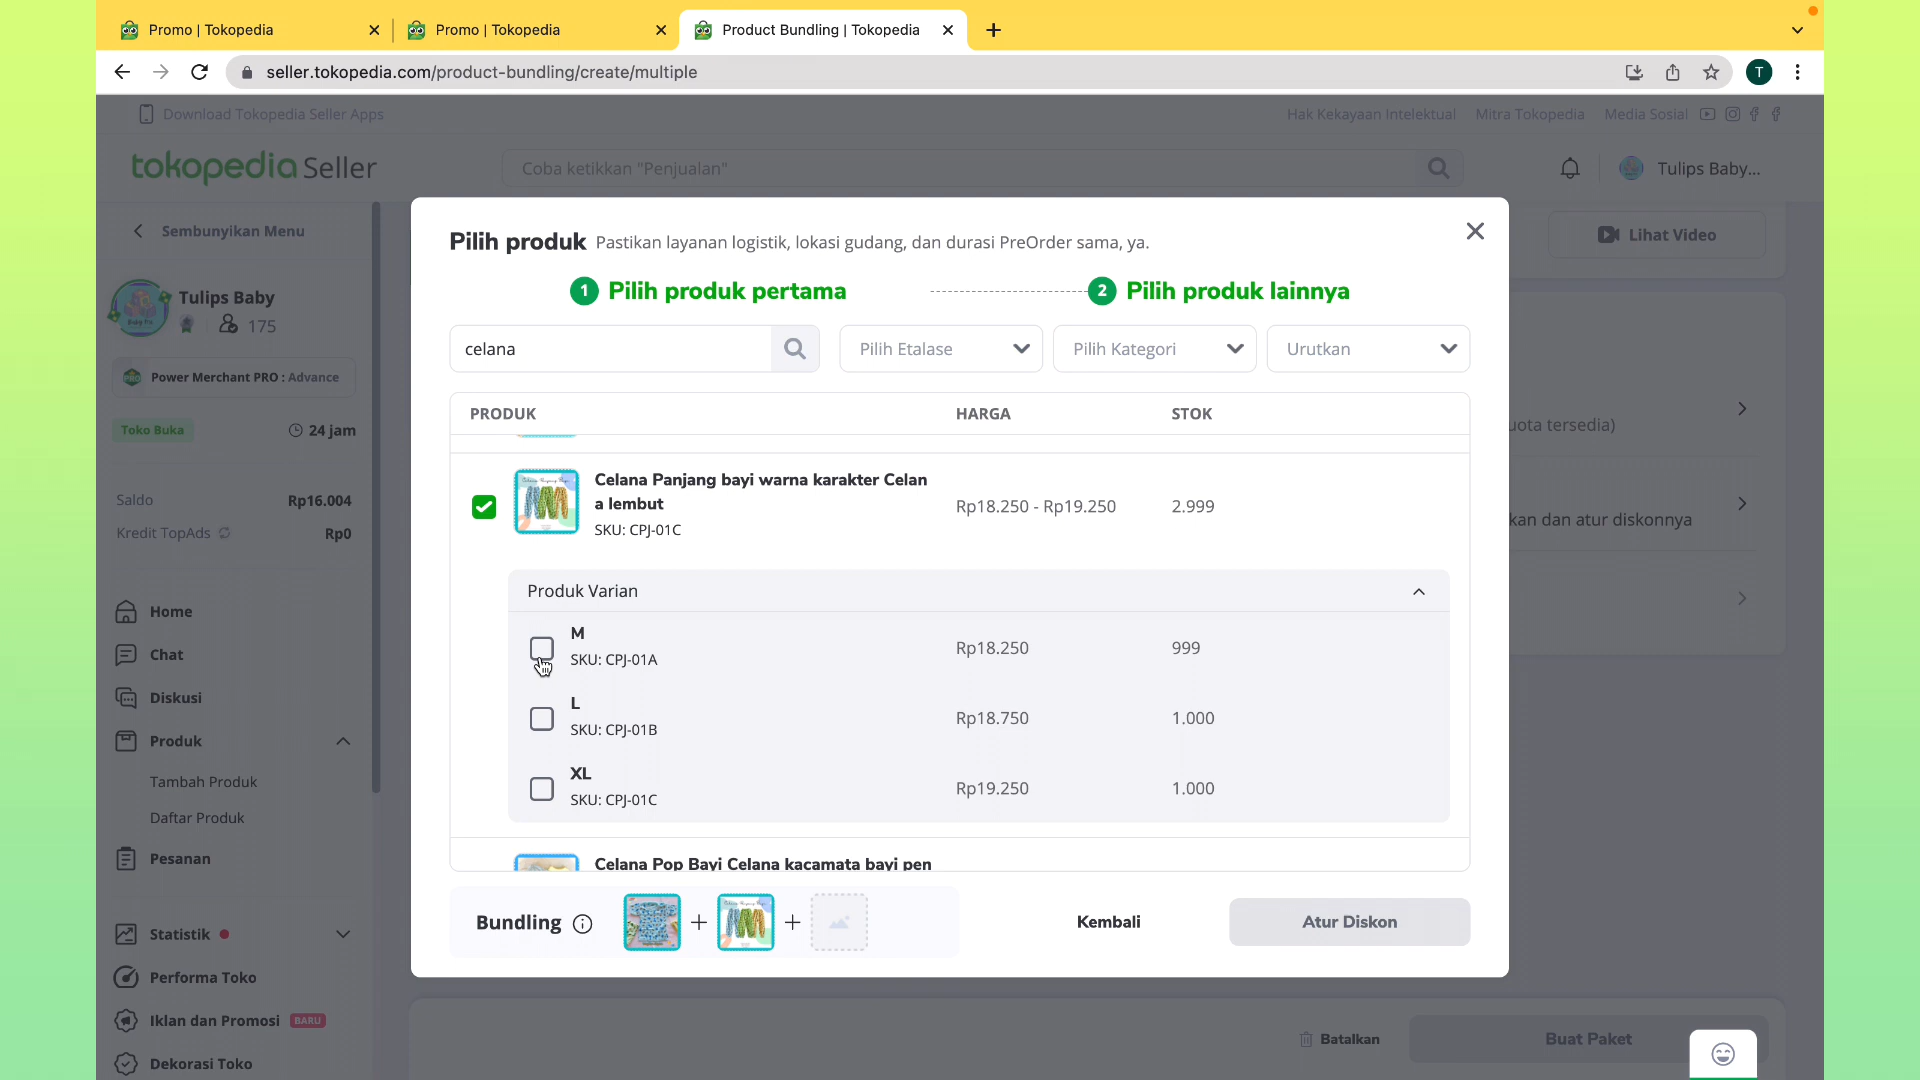 Promo | Tokopedia
Promo | Tokopedia
Product Bundling | Tokopedia
seller.tokopedia.com/product-bundling/create/multiple
T
Download Tokopedia Seller Apps
Hak Kekayaan Intelektual
Mitra Tokopedia
Media Sosial
tokopedia Seller
Coba ketikkan "Penjualan"
Tulips Baby...
Sembunyikan Menu
Lihat Video
Tulips Baby
175
Power Merchant PRO : Advance
Toko Buka
24 jam
Saldo
Rp16.004
Kredit TopAds
Rp0
Home
Chat
Diskusi
Produk
Tambah Produk
Daftar Produk
Pesanan
Statistik
Performa Toko
Iklan dan Promosi BARU
Dekorasi Toko
Pilih produk Pastikan layanan logistik, lokasi gudang, dan durasi PreOrder sama, ya.
1 Pilih produk pertama
2 Pilih produk lainnya
celana
Pilih Etalase
Pilih Kategori
Urutkan
PRODUK
HARGA
STOK
Celana Panjang bayi warna karakter Celan
a lembut
SKU: CPJ-01C
Rp18.250 - Rp19.250
2.999
Produk Varian
M
SKU: CPJ-01A
Rp18.250
999
L
SKU: CPJ-01B
Rp18.750
1.000
XL
SKU: CPJ-01C
Rp19.250
1.000
Celana Pop Bayi Celana kacamata bayi pen
Bundling
+
+
Kembali
Atur Diskon
uota tersedia)
kan dan atur diskonnya
Batalkan
Buat Paket